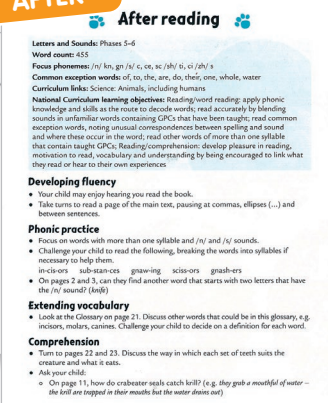 AFTER
After reading
Letters and Sounds: Phases 5–6
Word count: 455
Focus phonemes: /n/ kn, gn /s/ c, ce, sc /sh/ ti, ci /zh/ s
Common exception words: of, to, the, are, do, their, one, whole, water
Curriculum links: Science: Animals, including humans
National Curriculum learning objectives: Reading/word reading: apply phonic
knowledge and skills as the route to decode words; read accurately by blending
sounds in unfamiliar words containing GPCs that have been taught; read common
exception words, noting unusual correspondences between spelling and sound
and where these occur in the word; read other words of more than one syllable
that contain taught GPCs; Reading/comprehension: develop pleasure in reading,
motivation to read, vocabulary and understanding by being encouraged to link what
they read or hear to their own experiences
Developing fluency
• Your child may enjoy hearing you read the book.
• Take turns to read a page of the main text, pausing at commas, ellipses (...) and
between sentences.
Phonic practice
• Focus on words with more than one syllable and /n/ and /s/ sounds.
• Challenge your child to read the following, breaking the words into syllables if
necessary to help them.
in-cis-ors sub-stan-ces gnaw-ing sciss-ors gnash-ers
• On pages 2 and 3, can they find another word that starts with two letters that have
the /n/ sound? (knife)
Extending vocabulary
• Look at the Glossary on page 21. Discuss other words that could be in this glossary, e.g.
incisors, molars, canines. Challenge your child to decide on a definition for each word.
Comprehension
• Turn to pages 22 and 23. Discuss the way in which each set of teeth suits the
creature and what it eats.
• Ask your child:
o On page 11, how do crabeater seals catch krill? (e.g. they grab a mouthful of water –
the krill are trapped in their mouths but the water drains out)